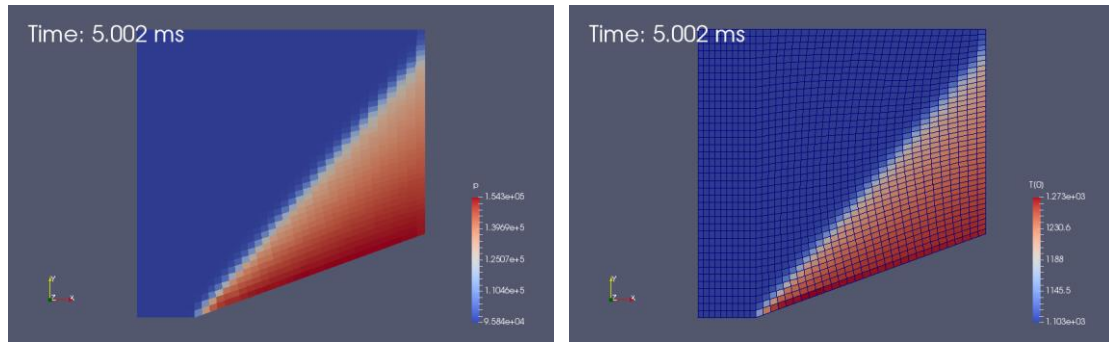 Time: 5.002 ms
p
1.543e+05
1.3969e+5
1.2507e+5
1.1046e+5
9.584e+04
Y
Z
X
Time: 5.002 ms
T(0)
1.273e+03
1230.6
1188
1145.5
1.103e+03
Y
Z
X